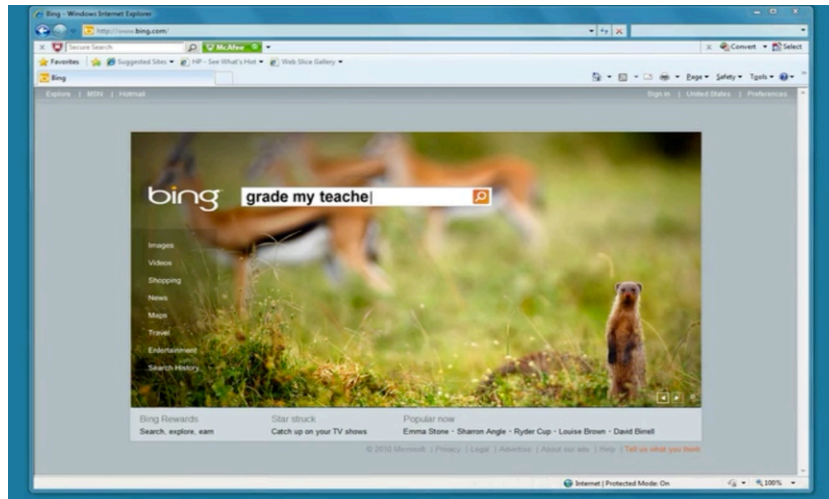 Bing - Windows Internet Explorer
http://www.bing.com/
Secure Search McAfee Convert Select
Favorites Suggested Sites HP - See What's Hot Web Slice Gallery
Bing Page Safety Tools
Explore | MSN | Hotmail Sign in | United States | Preferences
bing grade my teache
Images
Videos
Shopping
News
Maps
Travel
Entertainment
Search History
Bing Rewards Star struck Popular now
Search, explore, earn Catch up on your TV shows Emma Stone · Sharron Angle · Ryder Cup · Louise Brown · David Birrell
© 2010 Microsoft | Privacy | Legal | Advertise | About our ads | Help | Tell us what you think
Internet | Protected Mode: On 100%